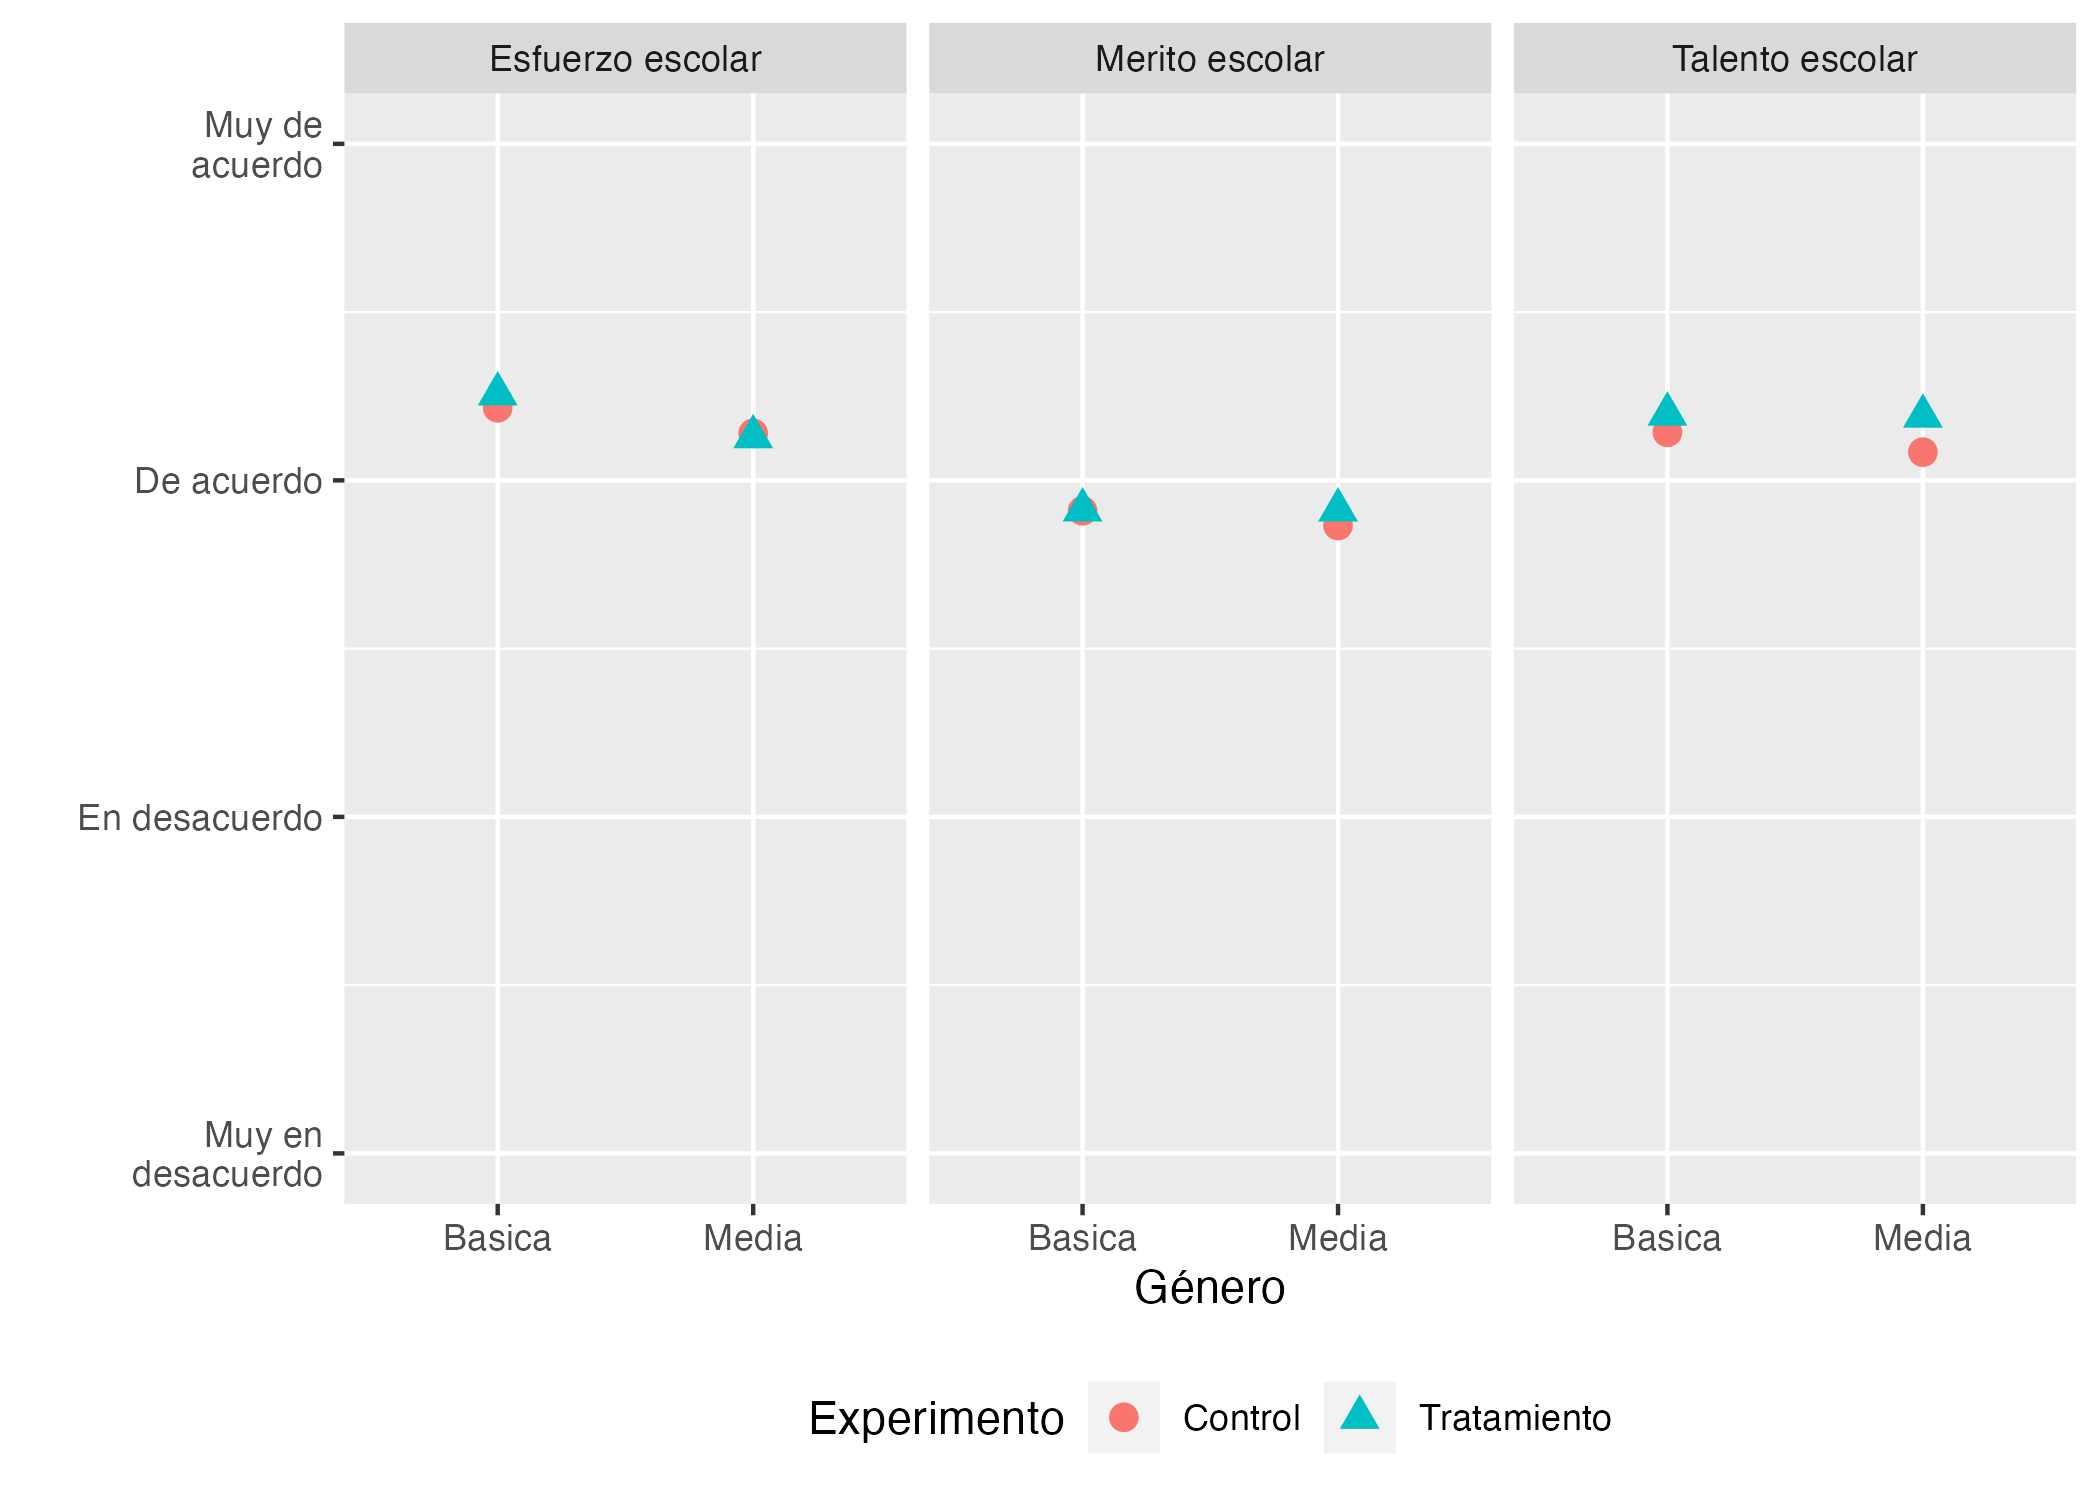 Esfuerzo escolar
Merito escolar
Talento escolar
Muy de
acuerdo
De acuerdo
En desacuerdo
Muy en
desacuerdo
Basica
Media
Basica
Media
Basica
Media
Género
Experimento
Control
Tratamiento